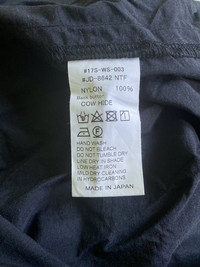 #17S-WS-003
#JD-8642 NTF
NYLON 100%
Back button
COW HIDE
HAND WASH
DO NOT BLEACH
DO NOT TUMBLE DRY
LINE DRY IN SHADE
LOW HEAT IRON
MILD DRY CLEANING
IN HYDROCARBONS
MADE IN JAPAN